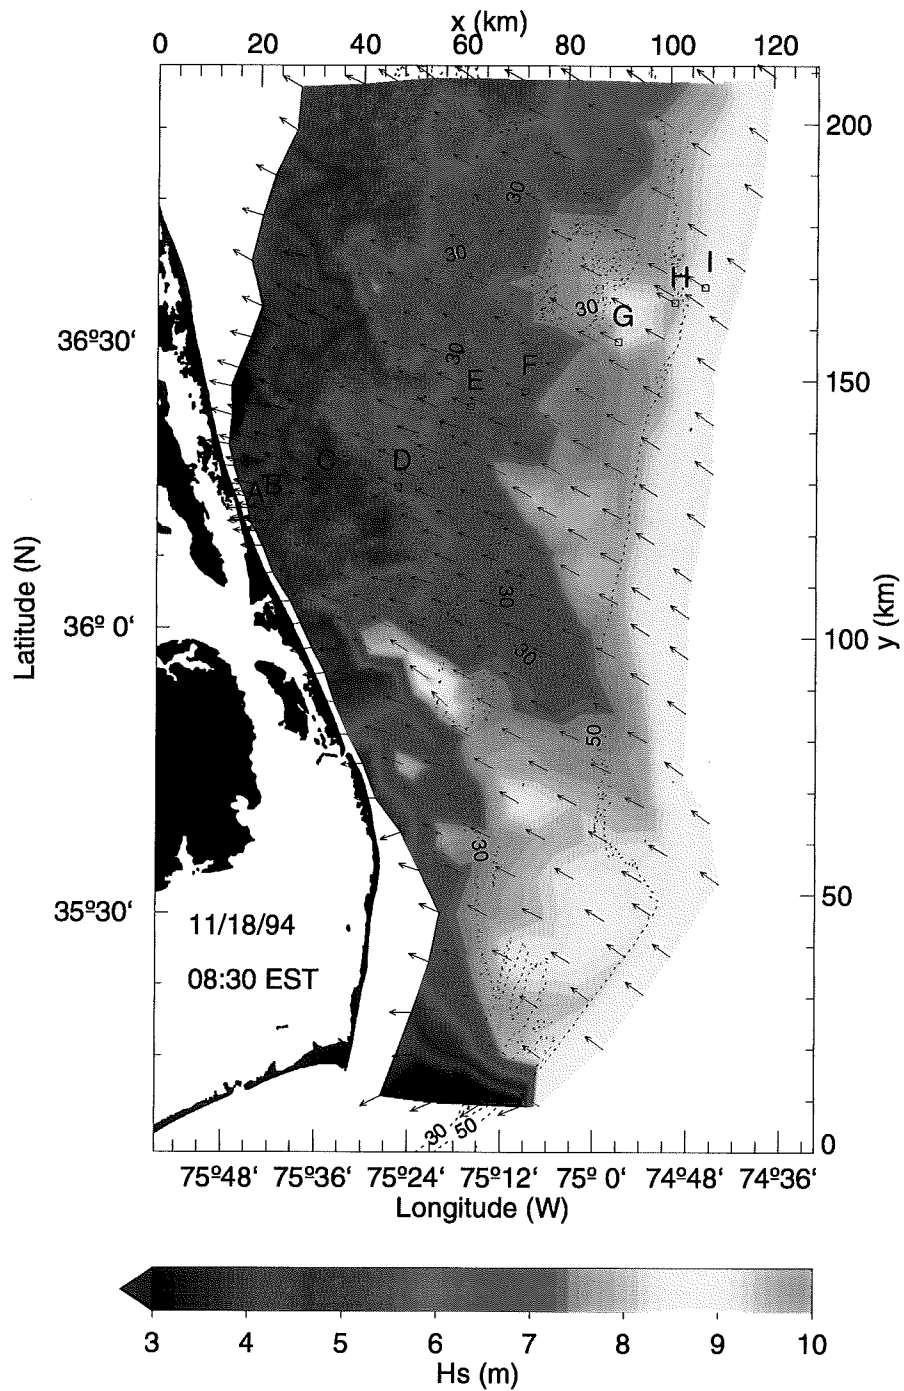 x (km)
0 20 40 60 80 100 120
200
30
30
I
H
30
G
36º30'
30
F
E
150
C
D
B
A
Latitude (N)
30
36º 0'
100
30
y (km)
50
30
35º30'
50
11/18/94
08:30 EST
30
50
0
75º48' 75º36' 75º24' 75º12' 75º 0' 74º48' 74º36'
Longitude (W)
3 4 5 6 7 8 9 10
Hs (m)